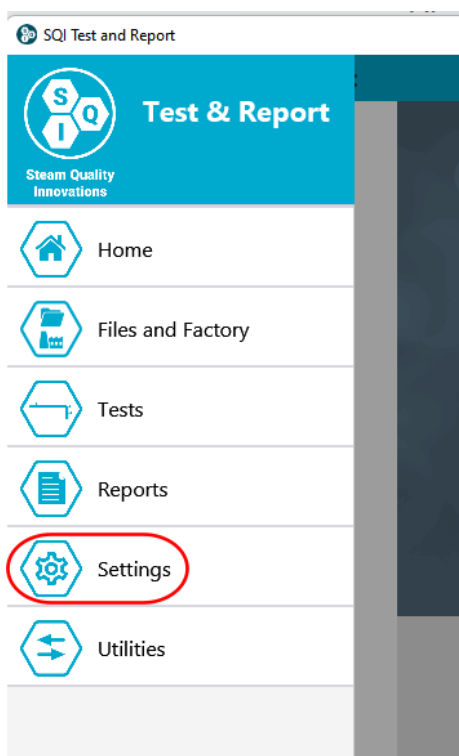 SQI Test and Report
S
Q
I
Test & Report
Steam Quality
Innovations
Home
Files and Factory
Tests
Reports
Settings
Utilities